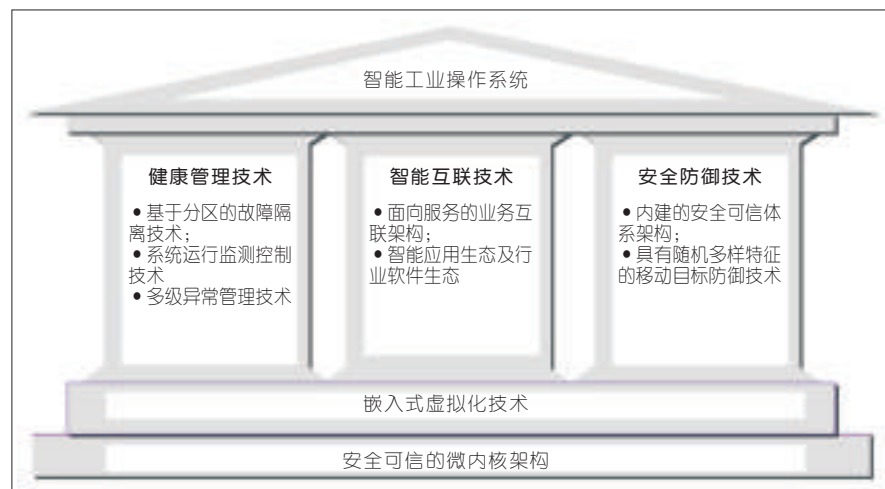 智能工业操作系统
健康管理技术
•基于分区的故障隔
离技术；
•系统运行监测控制
技术
•多级异常管理技术
智能互联技术
•面向服务的业务互
联架构；
•智能应用生态及行
业软件生态
安全防御技术
•内建的安全可信体
系架构；
•具有随机多样特征
的移动目标防御技术
嵌入式虚拟化技术
安全可信的微内核架构